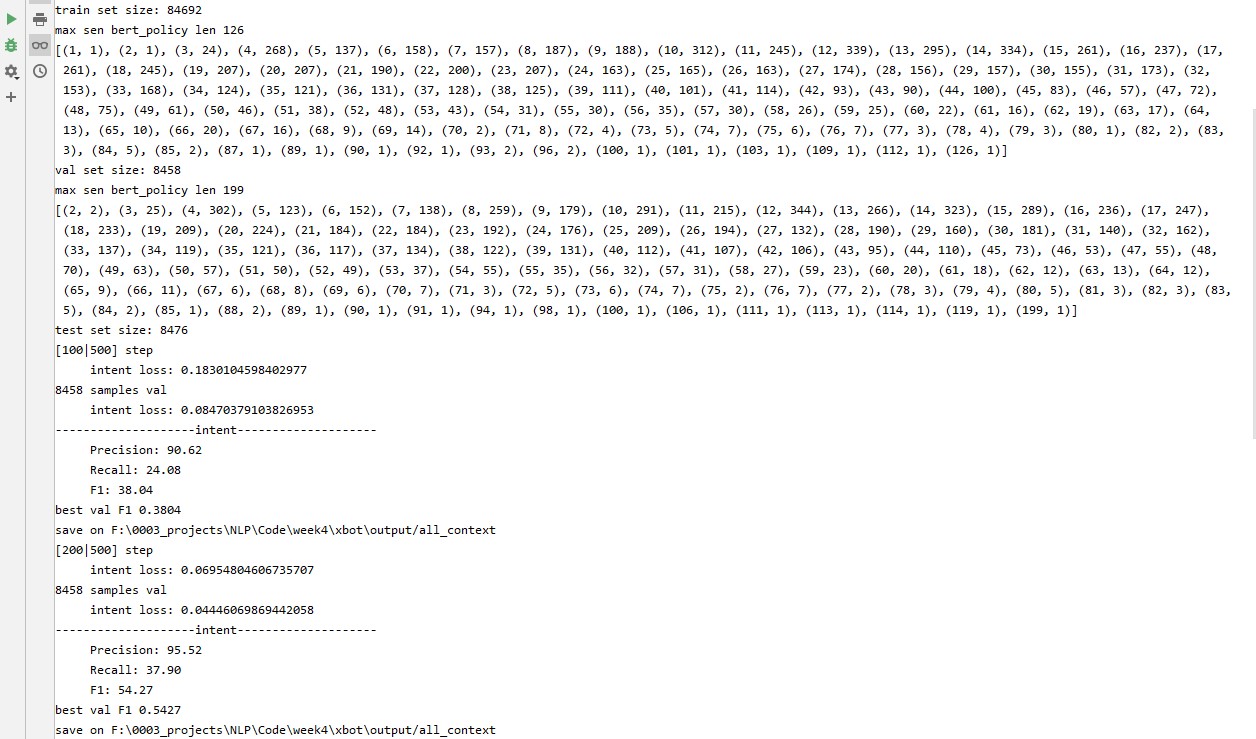 train set size: 84692
max sen bert_policy len 126
[(1, 1), (2, 1), (3, 24), (4, 268), (5, 137), (6, 158), (7, 157), (8, 187), (9, 188), (10, 312), (11, 245), (12, 339), (13, 295), (14, 334), (15, 261), (16, 237), (17,
261), (18, 245), (19, 207), (20, 207), (21, 190), (22, 200), (23, 207), (24, 163), (25, 165), (26, 163), (27, 174), (28, 156), (29, 157), (30, 155), (31, 173), (32,
153), (33, 168), (34, 124), (35, 121), (36, 131), (37, 128), (38, 125), (39, 111), (40, 101), (41, 114), (42, 93), (43, 90), (44, 100), (45, 83), (46, 57), (47, 72),
(48, 75), (49, 61), (50, 46), (51, 38), (52, 48), (53, 43), (54, 31), (55, 30), (56, 35), (57, 30), (58, 26), (59, 25), (60, 22), (61, 16), (62, 19), (63, 17), (64,
13), (65, 10), (66, 20), (67, 16), (68, 9), (69, 14), (70, 2), (71, 8), (72, 4), (73, 5), (74, 7), (75, 6), (76, 7), (77, 3), (78, 4), (79, 3), (80, 1), (82, 2), (83,
3), (84, 5), (85, 2), (87, 1), (89, 1), (90, 1), (92, 1), (93, 2), (96, 2), (100, 1), (101, 1), (103, 1), (109, 1), (112, 1), (126, 1)]
val set size: 8458
max sen bert_policy len 199
[(2, 2), (3, 25), (4, 302), (5, 123), (6, 152), (7, 138), (8, 259), (9, 179), (10, 291), (11, 215), (12, 344), (13, 266), (14, 323), (15, 289), (16, 236), (17, 247),
(18, 233), (19, 209), (20, 224), (21, 184), (22, 184), (23, 192), (24, 176), (25, 209), (26, 194), (27, 132), (28, 190), (29, 160), (30, 181), (31, 140), (32, 162),
(33, 137), (34, 119), (35, 121), (36, 117), (37, 134), (38, 122), (39, 131), (40, 112), (41, 107), (42, 106), (43, 95), (44, 110), (45, 73), (46, 53), (47, 55), (48,
70), (49, 63), (50, 57), (51, 50), (52, 49), (53, 37), (54, 55), (55, 35), (56, 32), (57, 31), (58, 27), (59, 23), (60, 20), (61, 18), (62, 12), (63, 13), (64, 12),
(65, 9), (66, 11), (67, 6), (68, 8), (69, 6), (70, 7), (71, 3), (72, 5), (73, 6), (74, 7), (75, 2), (76, 7), (77, 2), (78, 3), (79, 4), (80, 5), (81, 3), (82, 3), (83,
5), (84, 2), (85, 1), (88, 2), (89, 1), (90, 1), (91, 1), (94, 1), (98, 1), (100, 1), (106, 1), (111, 1), (113, 1), (114, 1), (119, 1), (199, 1)]
test set size: 8476
[100|500] step
intent loss: 0.1830104598402977
8458 samples val
intent loss: 0.08470379103826953
--------------------intent--------------------
Precision: 90.62
Recall: 24.08
F1: 38.04
best val F1 0.3804
save on F:\0003_projects\NLP\Code\week4\xbot\output/all_context
[200|500] step
intent loss: 0.06954804606735707
8458 samples val
intent loss: 0.04446069869442058
--------------------intent--------------------
Precision: 95.52
Recall: 37.90
F1: 54.27
best val F1 0.5427
save on F:\0003_projects\NLP\Code\week4\xbot\output/all_context